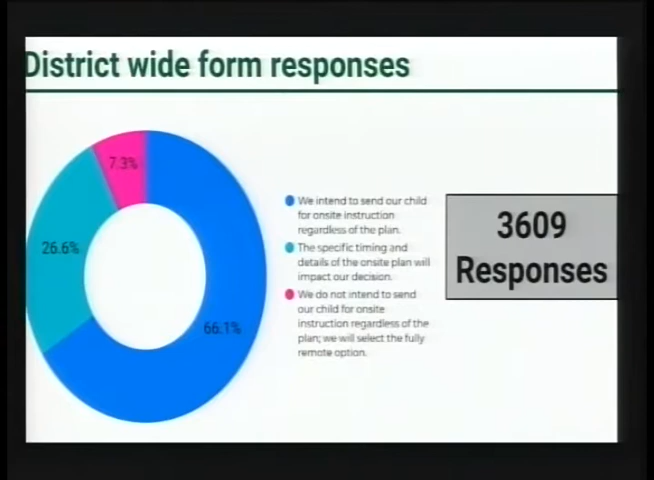 District wide form responses
7.3%
26.6%
66.1%
We intend to send our child
for onsite instruction
regardless of the plan.
The specific timing and
details of the onsite plan will
impact our decision.
We do not intend to send
our child for onsite
instruction regardless of the
plan; we will select the fully
remote option.
3609
Responses